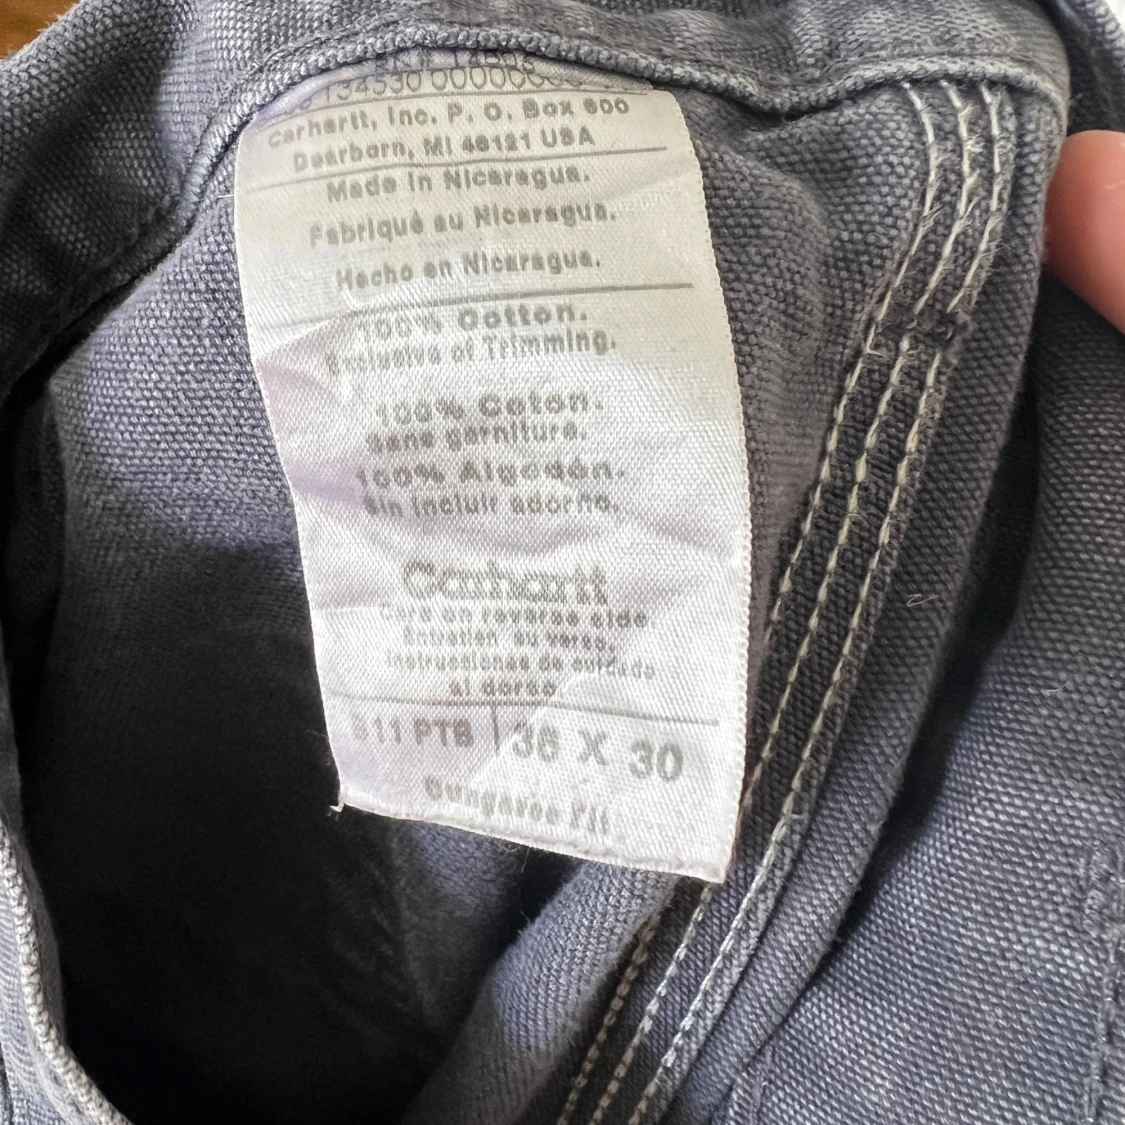 Carhartt, Inc. P. O. Box 600
Dearborn, MI 48121 USA
Made in Nicaragua.
Fabriqué au Nicaragua.
Hecho en Nicaragua.
100% Cotton.
Exclusive of Trimming.
100% Coton.
Sans garniture.
100% Algodón.
Sin incluir adorno.
Carhartt
Care on reverse side
Entretien au verso.
Instrucciones de cuidado
al dorso.
B11 PTB 36 X 30
Dungaree Fit